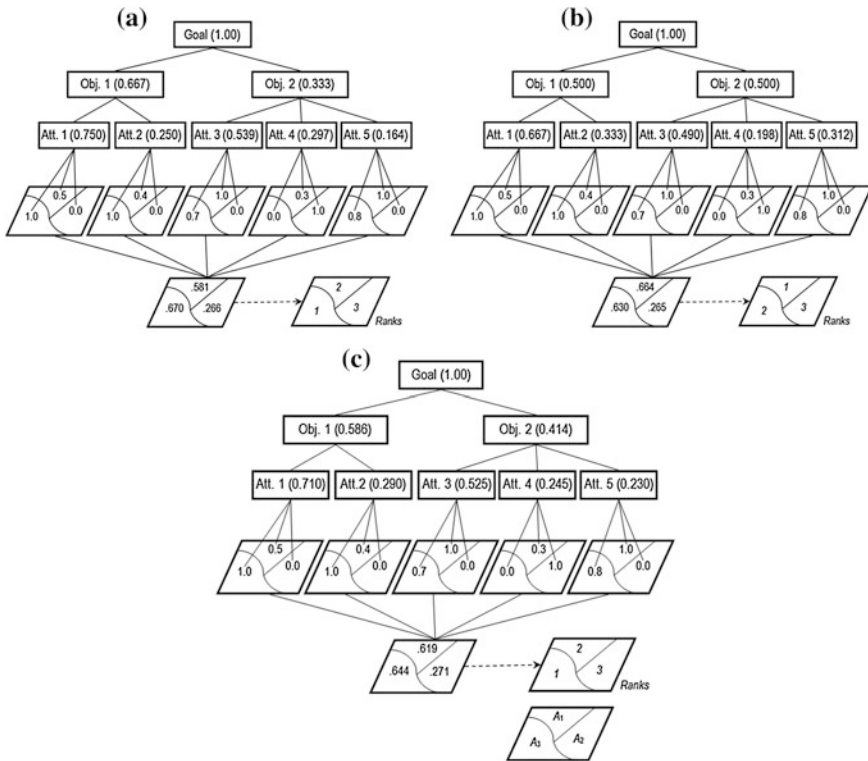 (a)
Goal (1.00)
Obj. 1 (0.667) Obj. 2 (0.333)
Att. 1 (0.750) Att.2 (0.250) Att. 3 (0.539) Att. 4 (0.297) Att. 5 (0.164)
0.5 0.4 1.0 0.3 1.0
1.0 0.0 1.0 0.0 0.7 0.0 0.0 1.0 0.8 0.0
.581 2
.670 .266 1 3
Ranks
(b)
Goal (1.00)
Obj. 1 (0.500) Obj. 2 (0.500)
Att. 1 (0.667) Att.2 (0.333) Att. 3 (0.490) Att. 4 (0.198) Att. 5 (0.312)
0.5 0.4 1.0 0.3 1.0
1.0 0.0 1.0 0.0 0.7 0.0 0.0 1.0 0.8 0.0
.664 1
.630 .265 2 3
Ranks
(c)
Goal (1.00)
Obj. 1 (0.586) Obj. 2 (0.414)
Att. 1 (0.710) Att.2 (0.290) Att. 3 (0.525) Att. 4 (0.245) Att. 5 (0.230)
0.5 0.4 1.0 0.3 1.0
1.0 0.0 1.0 0.0 0.7 0.0 0.0 1.0 0.8 0.0
.619 2
.644 .271 1 3
Ranks
A₁
A₃ A₂